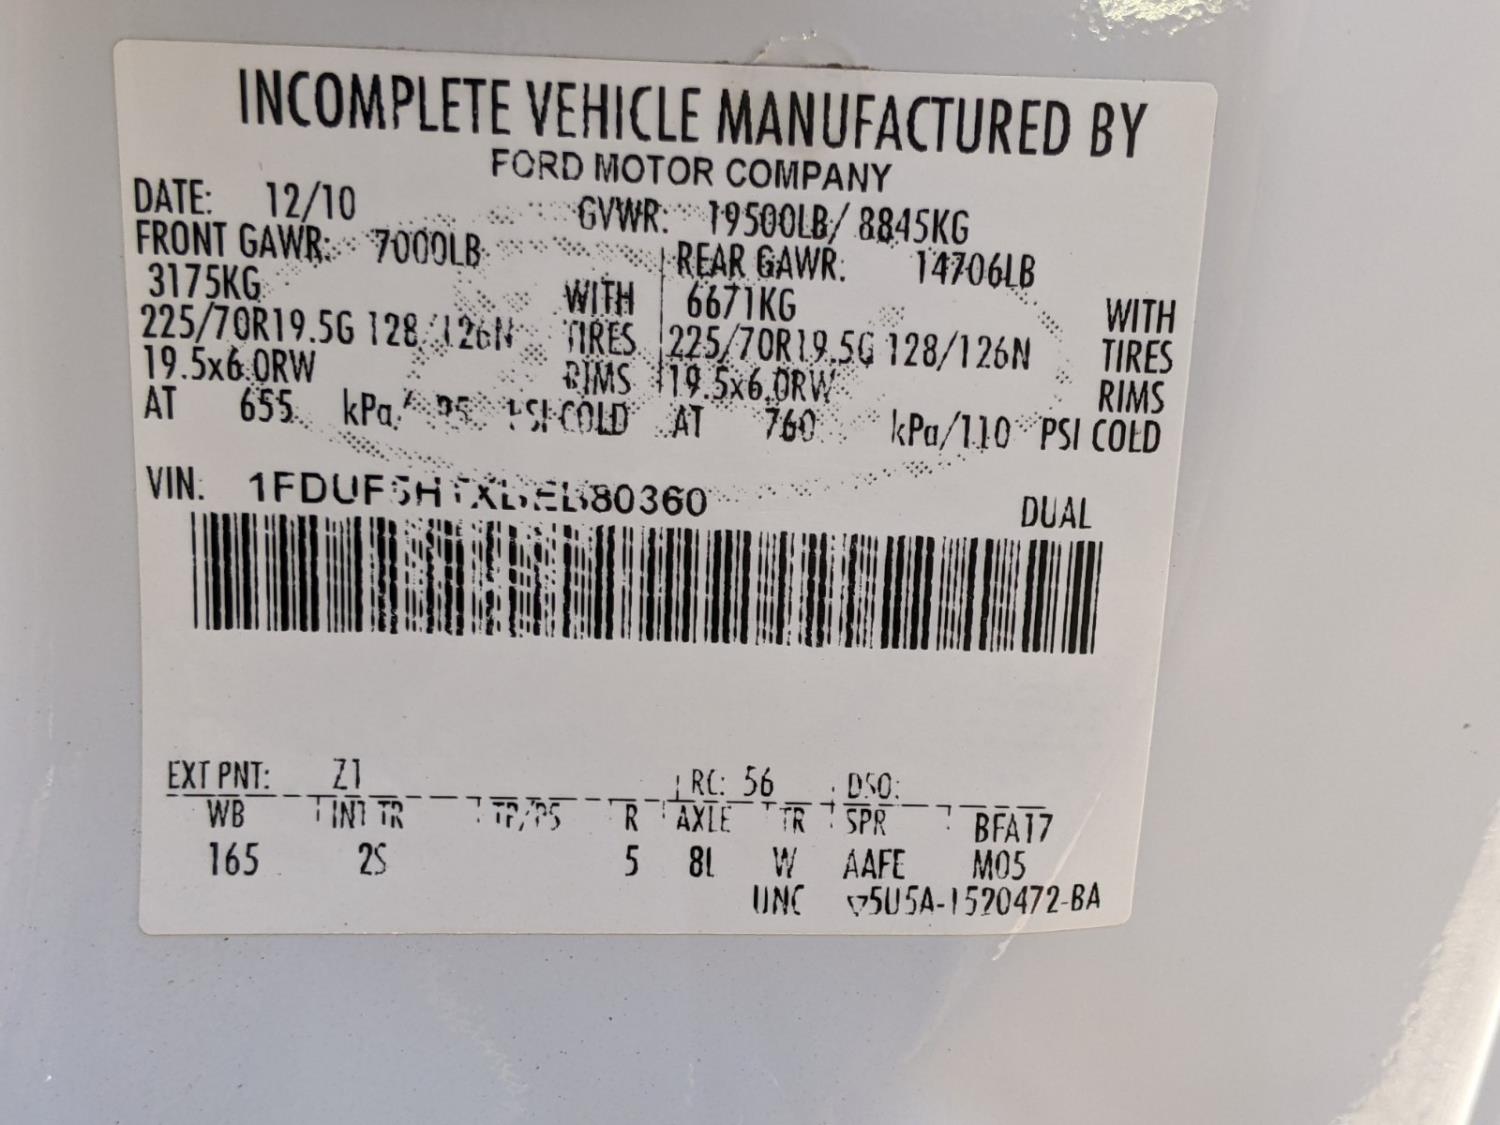 INCOMPLETE VEHICLE MANUFACTURED BY
FORD MOTOR COMPANY
DATE: 12/10 GVWR: 19500LB/ 8845KG
FRONT GAWR: 7000LB REAR GAWR: 14706LB
3175KG WITH 6671KG WITH
225/70R19.5G 128/126N TIRES 225/70R19.5G 128/126N TIRES
19.5x6.0RW RIMS 19.5x6.0RW RIMS
AT 655 kPa/ 95 PSI COLD AT 760 kPa/110 PSI COLD
VIN: DUAL
EXT PNT: Z1 RC: 56 DSO:
WB INT TR TP/PS R AXLE TR SPR BFA17
165 2S 5 8L W AAFE M05
UNC ▽5U5A-1520472-BA